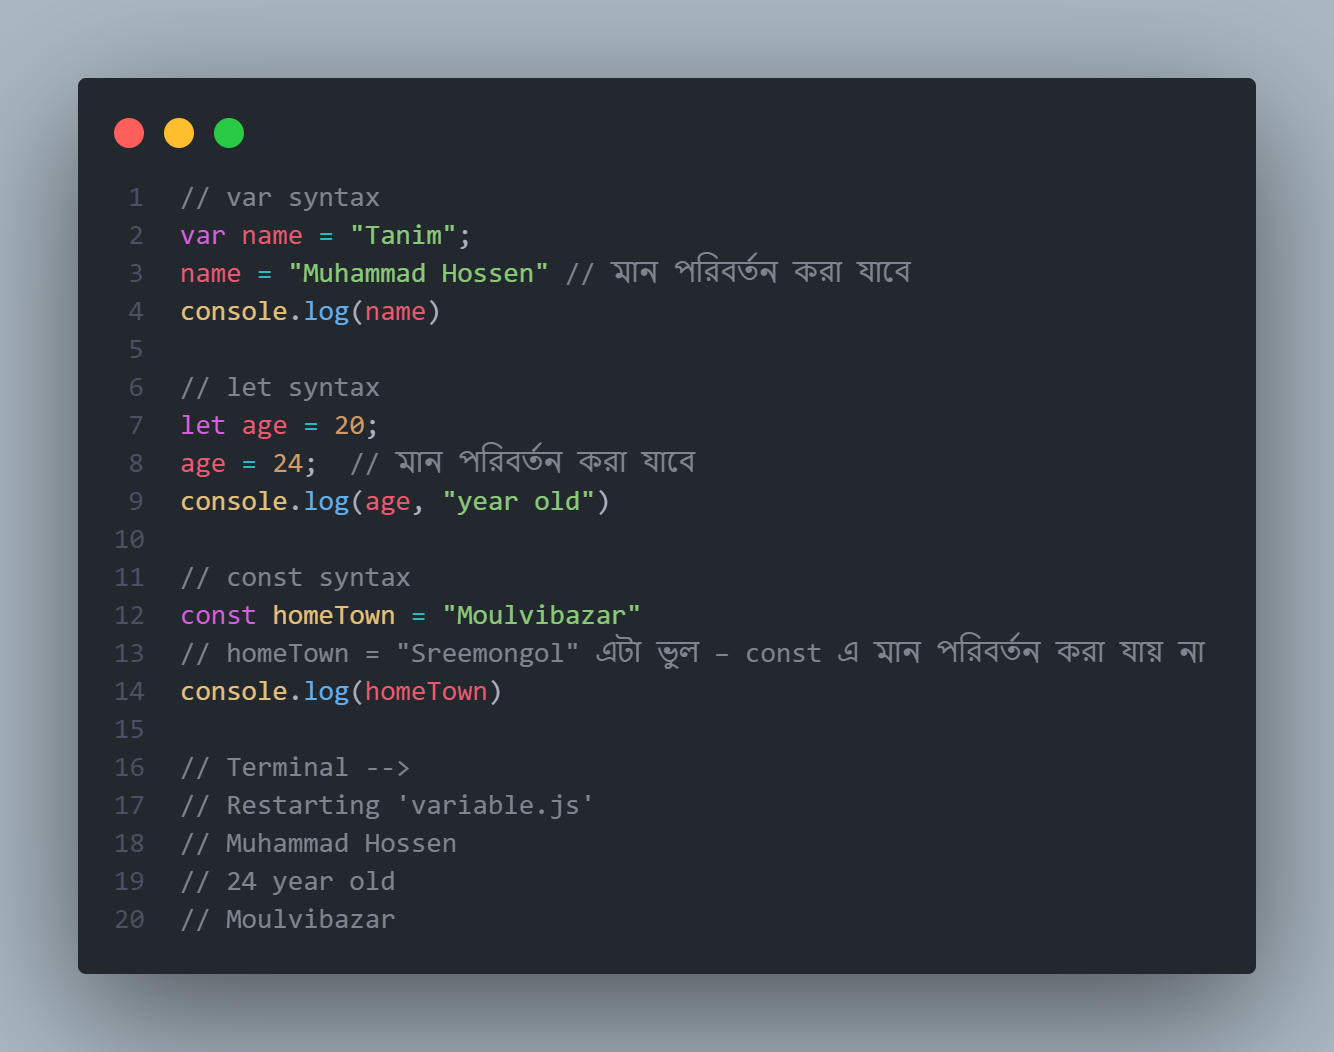 1 // var syntax
2 var name = "Tanim";
3 name = "Muhammad Hossen" // মান পরিবর্তন করা যাবে
4 console.log(name)
5
6 // let syntax
7 let age = 20;
8 age = 24;  // মান পরিবর্তন করা যাবে
9 console.log(age, "year old")
10
11 // const syntax
12 const homeTown = "Moulvibazar"
13 // homeTown = "Sreemongol" এটা ভুল – const এ মান পরিবর্তন করা যায় না
14 console.log(homeTown)
15
16 // Terminal -->
17 // Restarting 'variable.js'
18 // Muhammad Hossen
19 // 24 year old
20 // Moulvibazar